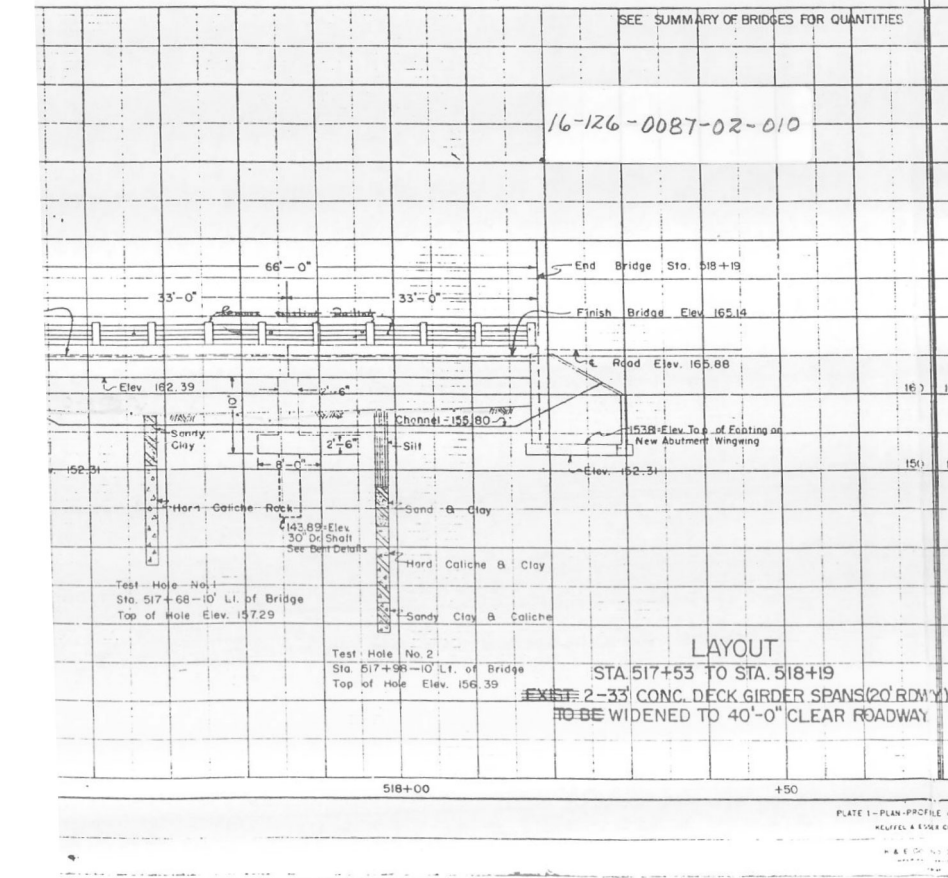 SEE SUMMARY OF BRIDGES FOR QUANTITIES
16-126-0087-02-010
66'-0"
End Bridge Sta. 518+19
33'-0"
33'-0"
Finish Bridge Elev. 165.14
℄ Road Elev. 165.88
Elev. 162.39
10'
2'-6"
160
Channel-155.80
Sandy
Clay
2'-6"
Silt
153.81=Elev. Top of Footing on
New Abutment Wingwing
152.31
8'-0"
Elev. 152.31
150
Hard Caliche Rock
Sand & Clay
143.89=Elev.
30" Dr. Shaft
See Bent Details
Hard Caliche & Clay
Test Hole No. 1
Sta. 517+68-10' Lt. of Bridge
Top of Hole Elev. 157.29
Sandy Clay & Caliche
Test Hole No. 2
Sta. 517+98-10' Lt. of Bridge
Top of Hole Elev. 156.39
LAYOUT
STA. 517+53 TO STA. 518+19
EXIST. 2-33' CONC. DECK GIRDER SPANS(20' RDWY)
TO BE WIDENED TO 40'-0" CLEAR ROADWAY
518+00
+50
PLATE 1-PLAN-PROFILE